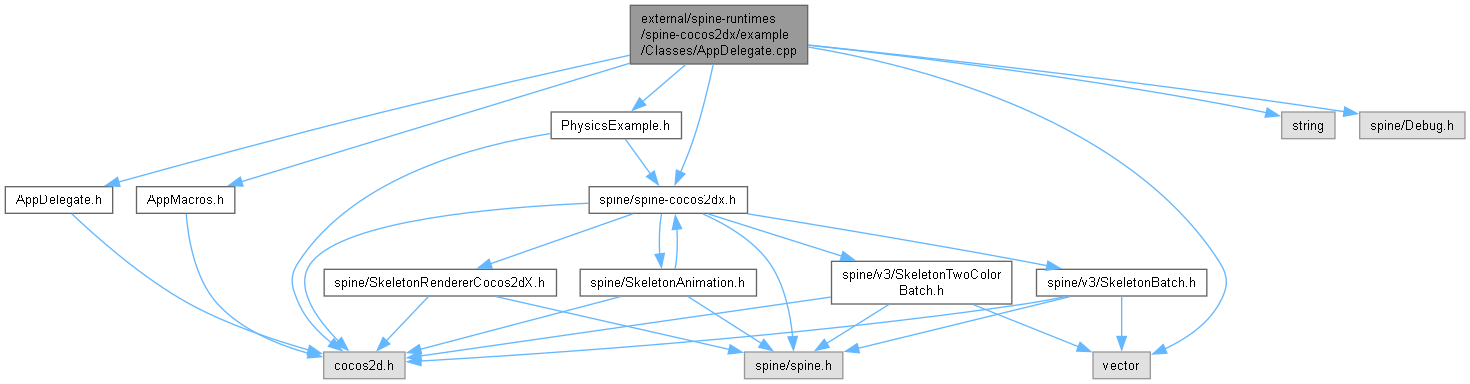 external/spine-runtimes
/spine-cocos2dx/example
/Classes/AppDelegate.cpp
PhysicsExample.h
string
spine/Debug.h
AppDelegate.h
AppMacros.h
spine/spine-cocos2dx.h
spine/SkeletonRendererCocos2dX.h
spine/SkeletonAnimation.h
spine/v3/SkeletonTwoColor
Batch.h
spine/v3/SkeletonBatch.h
cocos2d.h
spine/spine.h
vector